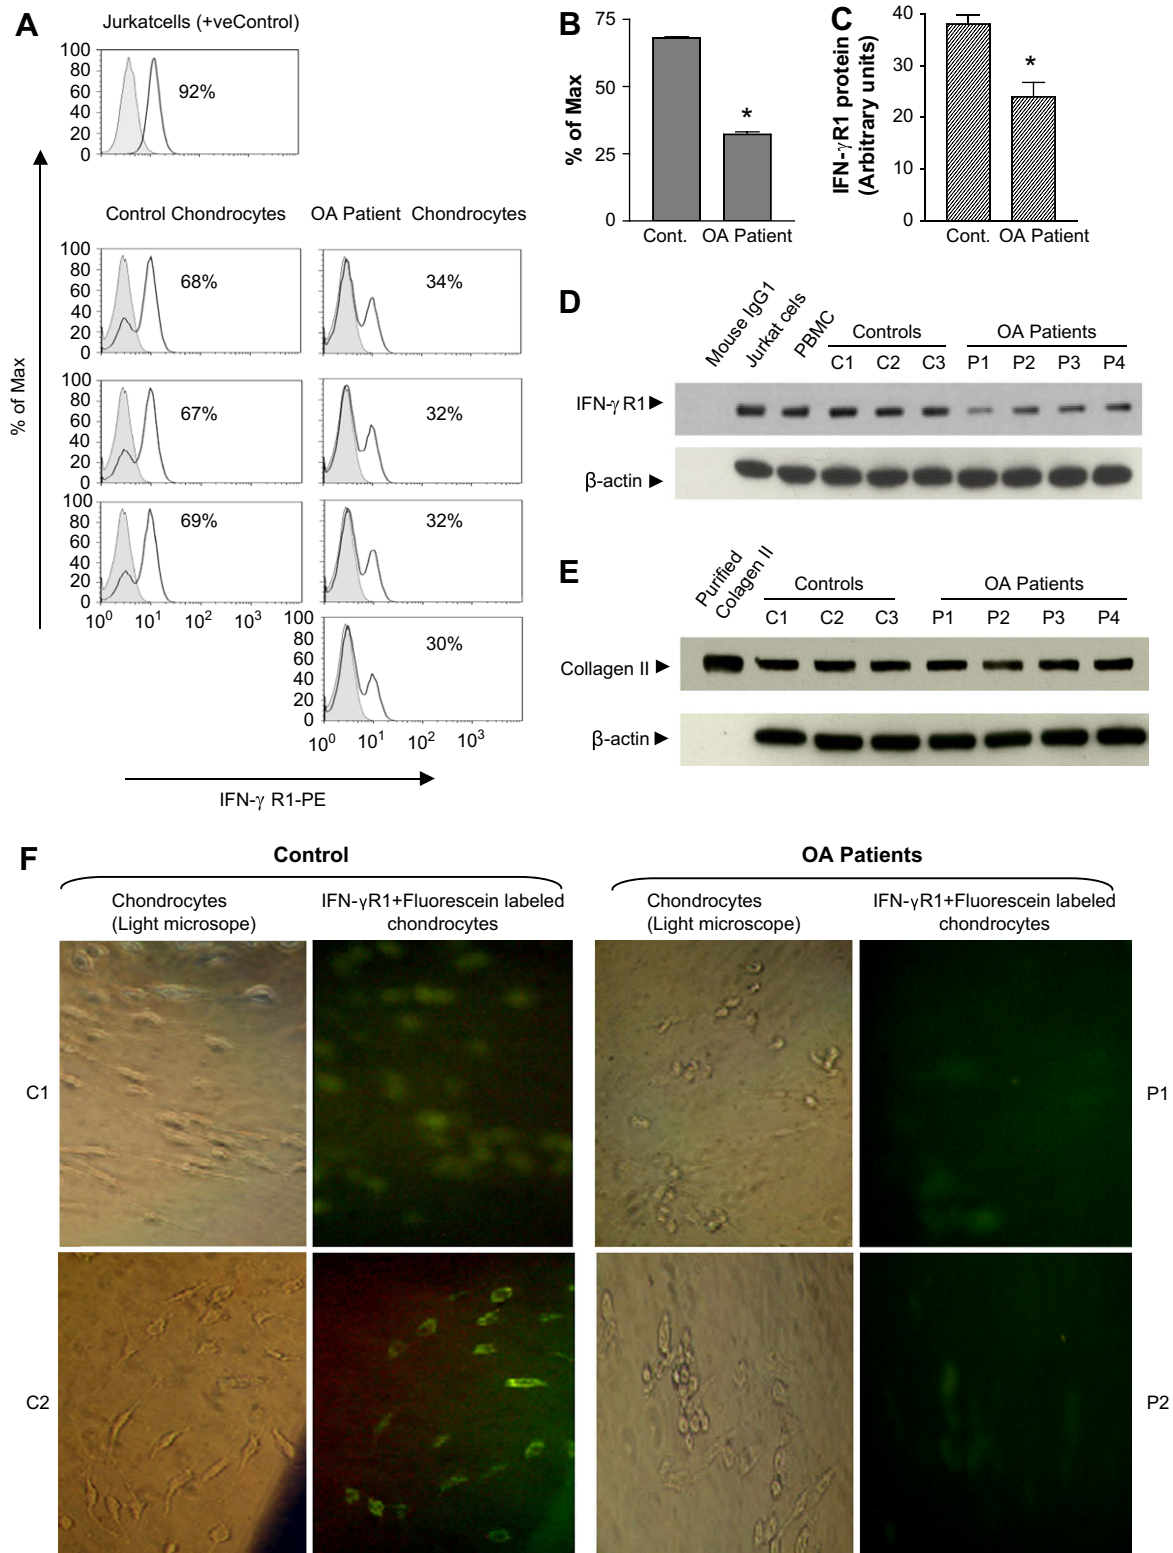 A
Jurkatcells (+veControl)
100
80
60
40
20
0
92%
Control Chondrocytes
OA Patient Chondrocytes
100
80
60
40
20
0
68%
34%
100
80
60
40
20
0
67%
32%
100
80
60
40
20
0
69%
32%
10^0 10^1 10^2 10^3
100
80
60
40
20
0
30%
10^0 10^1 10^2 10^3
% of Max
IFN-γ R1-PE
B
75
50
25
0
% of Max
*
Cont. OA Patient
C
40
30
20
10
0
IFN-γR1 protein
(Arbitrary units)
*
Cont. OA Patient
D
Mouse IgG1
Jurkat cels
PBMC
Controls
OA Patients
C1 C2 C3 P1 P2 P3 P4
IFN-γ R1
β-actin
E
Purified
Colagen II
Controls
OA Patients
C1 C2 C3 P1 P2 P3 P4
Collagen II
β-actin
F
Control
OA Patients
Chondrocytes
(Light microsope)
IFN-γR1+Fluorescein labeled
chondrocytes
Chondrocytes
(Light microscope)
IFN-γR1+Fluorescein labeled
chondrocytes
C1
P1
C2
P2